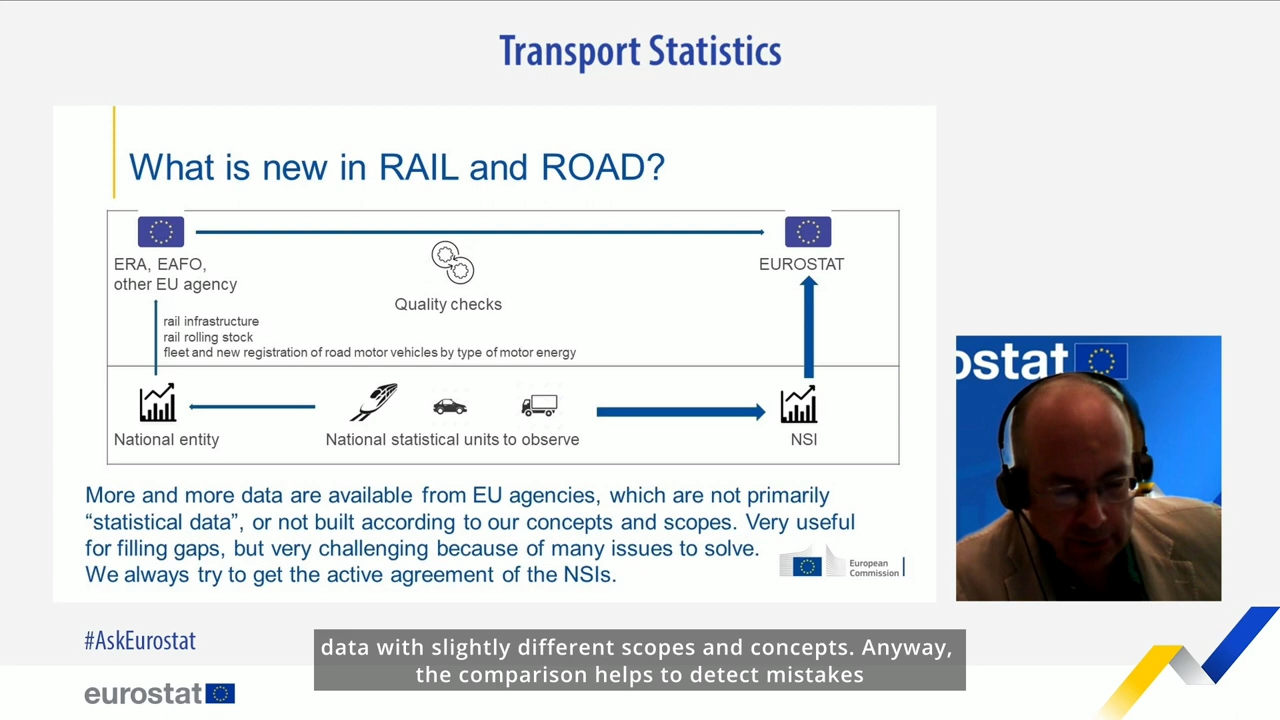 Transport Statistics
What is new in RAIL and ROAD?
ERA, EAFO,
other EU agency
EUROSTAT
Quality checks
rail infrastructure
rail rolling stock
fleet and new registration of road motor vehicles by type of motor energy
National entity
National statistical units to observe
NSI
More and more data are available from EU agencies, which are not primarily
“statistical data”, or not built according to our concepts and scopes. Very useful
for filling gaps, but very challenging because of many issues to solve.
We always try to get the active agreement of the NSIs.
European
Commission
ostat
#AskEurostat
data with slightly different scopes and concepts. Anyway,
the comparison helps to detect mistakes
eurostat